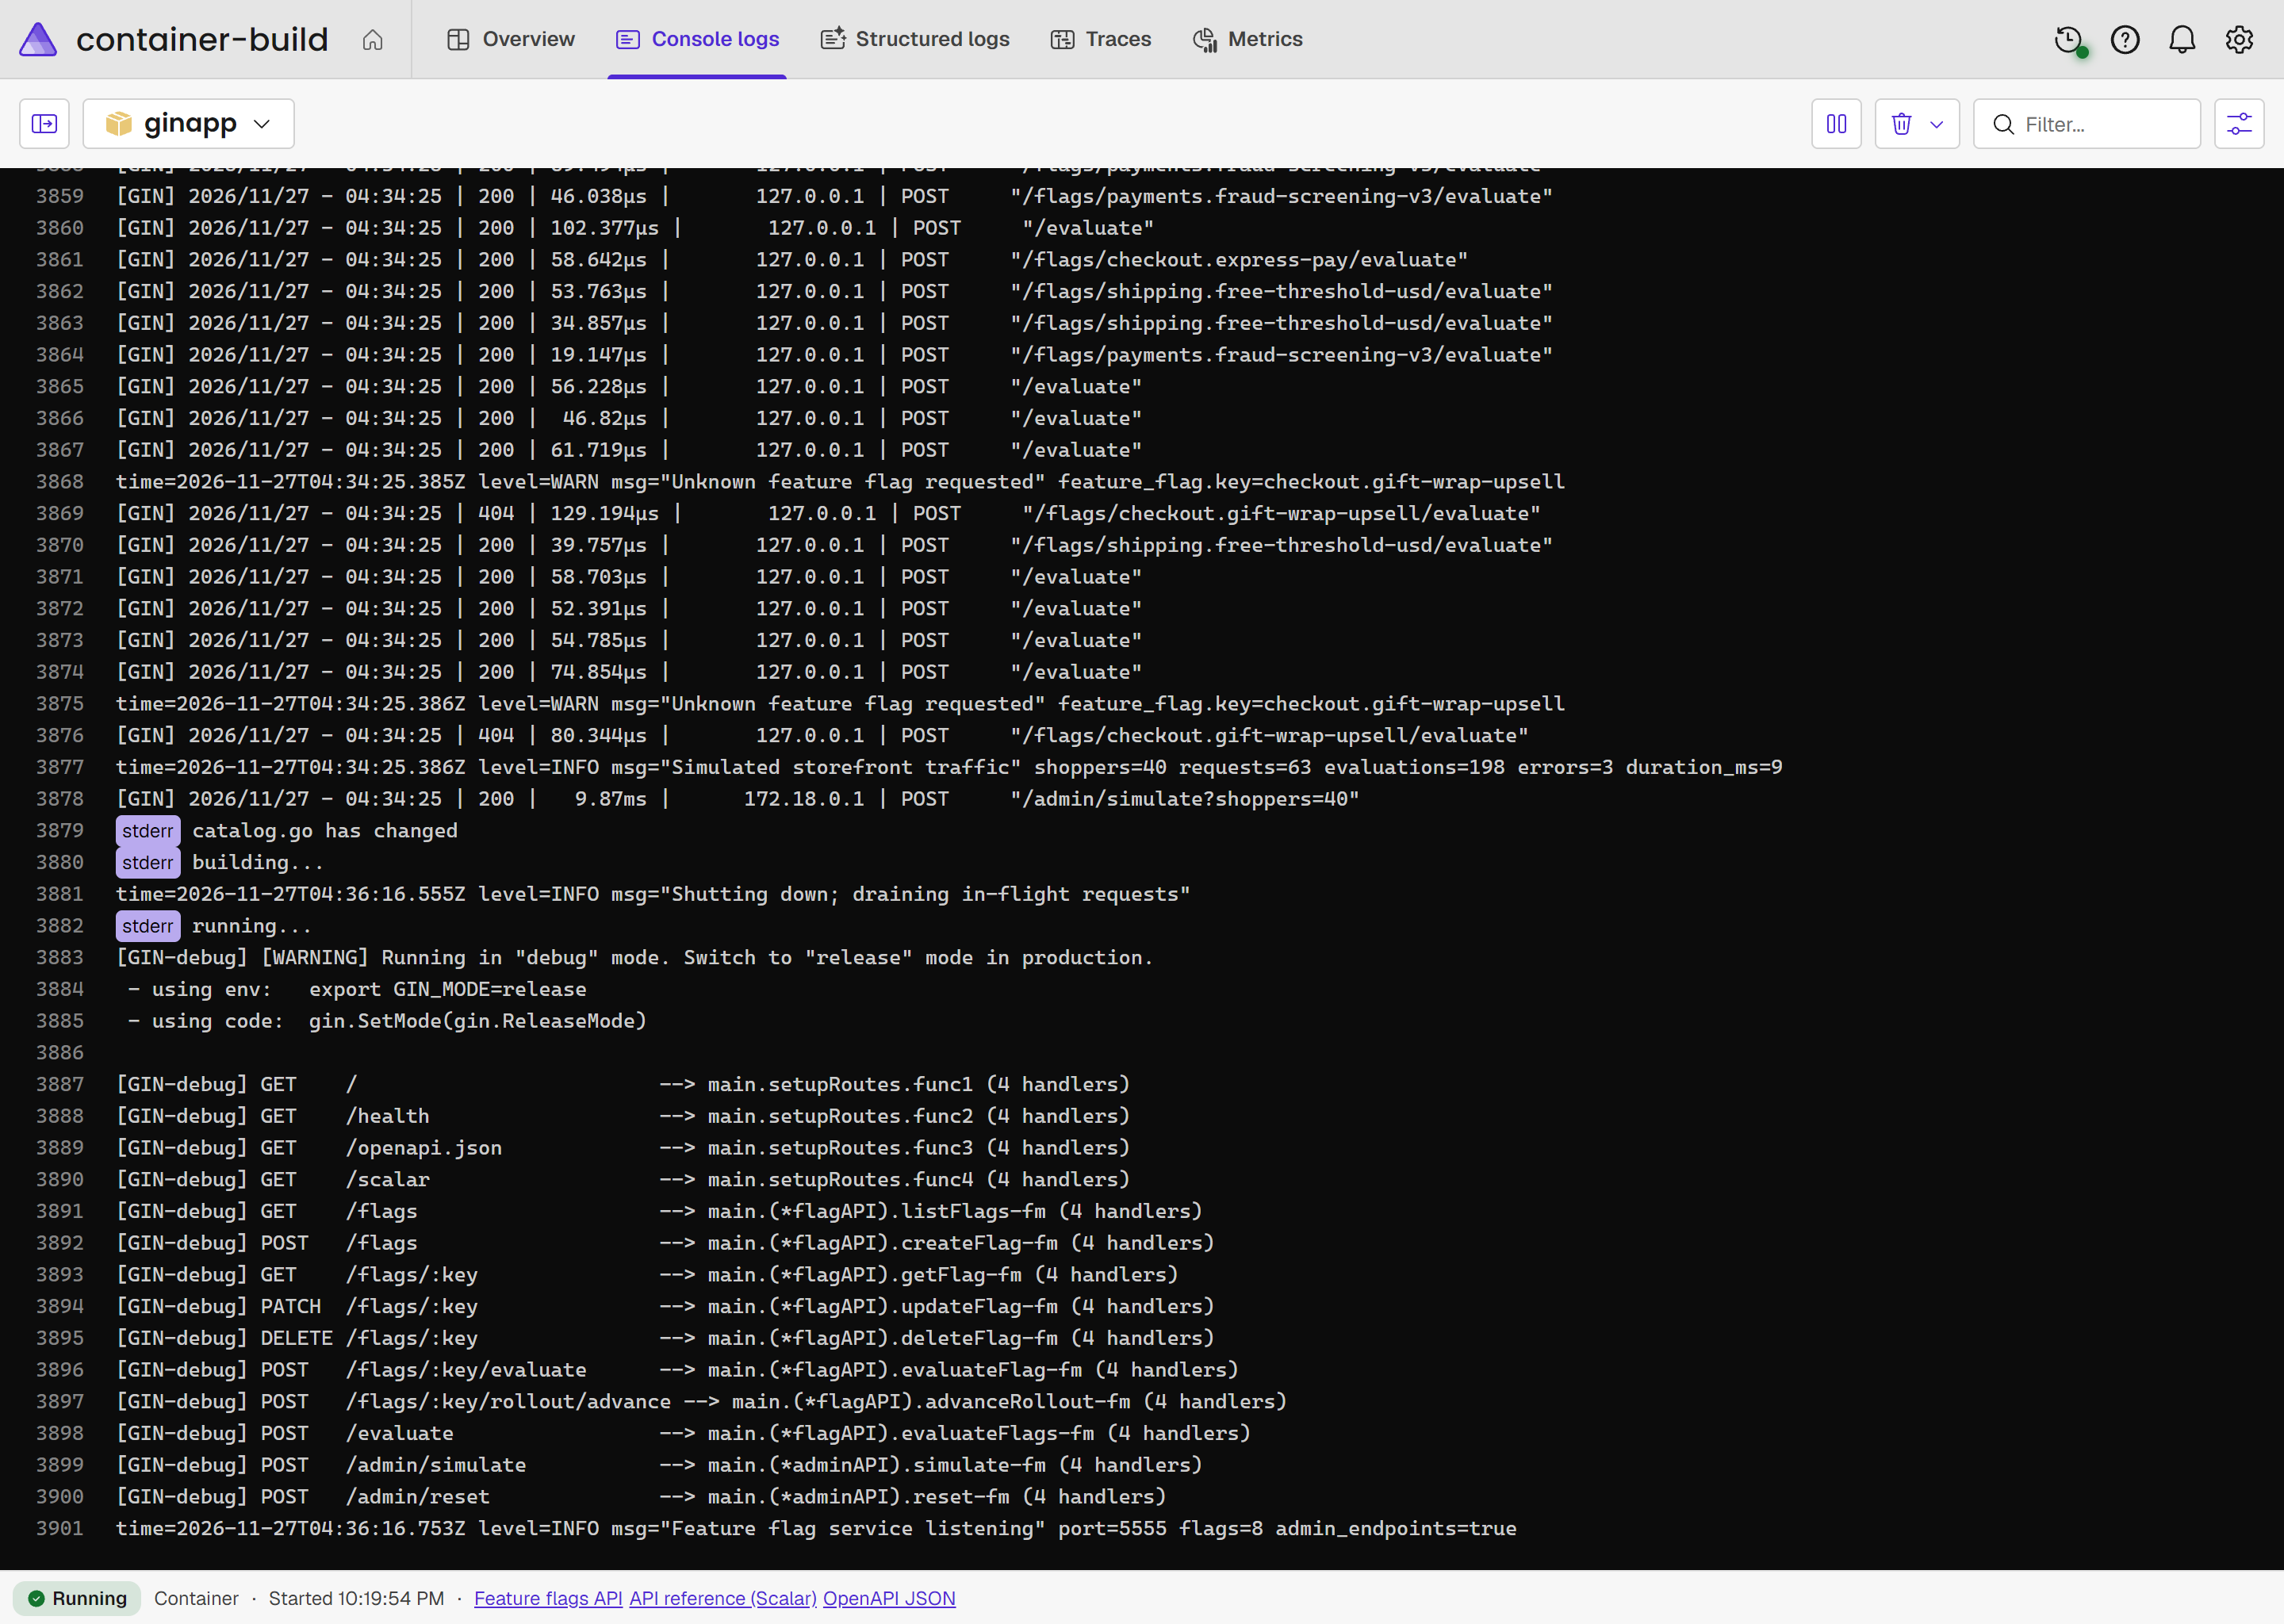 container-build
Overview
Console logs
Structured logs
Traces
Metrics
ginapp
Filter...
3859 [GIN] 2026/11/27 - 04:34:25 | 200 | 46.038µs | 127.0.0.1 | POST "/flags/payments.fraud-screening-v3/evaluate"
3860 [GIN] 2026/11/27 - 04:34:25 | 200 | 102.377µs | 127.0.0.1 | POST "/evaluate"
3861 [GIN] 2026/11/27 - 04:34:25 | 200 | 58.642µs | 127.0.0.1 | POST "/flags/checkout.express-pay/evaluate"
3862 [GIN] 2026/11/27 - 04:34:25 | 200 | 53.763µs | 127.0.0.1 | POST "/flags/shipping.free-threshold-usd/evaluate"
3863 [GIN] 2026/11/27 - 04:34:25 | 200 | 34.857µs | 127.0.0.1 | POST "/flags/shipping.free-threshold-usd/evaluate"
3864 [GIN] 2026/11/27 - 04:34:25 | 200 | 19.147µs | 127.0.0.1 | POST "/flags/payments.fraud-screening-v3/evaluate"
3865 [GIN] 2026/11/27 - 04:34:25 | 200 | 56.228µs | 127.0.0.1 | POST "/evaluate"
3866 [GIN] 2026/11/27 - 04:34:25 | 200 | 46.82µs | 127.0.0.1 | POST "/evaluate"
3867 [GIN] 2026/11/27 - 04:34:25 | 200 | 61.719µs | 127.0.0.1 | POST "/evaluate"
3868 time=2026-11-27T04:34:25.385Z level=WARN msg="Unknown feature flag requested" feature_flag.key=checkout.gift-wrap-upsell
3869 [GIN] 2026/11/27 - 04:34:25 | 404 | 129.194µs | 127.0.0.1 | POST "/flags/checkout.gift-wrap-upsell/evaluate"
3870 [GIN] 2026/11/27 - 04:34:25 | 200 | 39.757µs | 127.0.0.1 | POST "/flags/shipping.free-threshold-usd/evaluate"
3871 [GIN] 2026/11/27 - 04:34:25 | 200 | 58.703µs | 127.0.0.1 | POST "/evaluate"
3872 [GIN] 2026/11/27 - 04:34:25 | 200 | 52.391µs | 127.0.0.1 | POST "/evaluate"
3873 [GIN] 2026/11/27 - 04:34:25 | 200 | 54.785µs | 127.0.0.1 | POST "/evaluate"
3874 [GIN] 2026/11/27 - 04:34:25 | 200 | 74.854µs | 127.0.0.1 | POST "/evaluate"
3875 time=2026-11-27T04:34:25.386Z level=WARN msg="Unknown feature flag requested" feature_flag.key=checkout.gift-wrap-upsell
3876 [GIN] 2026/11/27 - 04:34:25 | 404 | 80.344µs | 127.0.0.1 | POST "/flags/checkout.gift-wrap-upsell/evaluate"
3877 time=2026-11-27T04:34:25.386Z level=INFO msg="Simulated storefront traffic" shoppers=40 requests=63 evaluations=198 errors=3 duration_ms=9
3878 [GIN] 2026/11/27 - 04:34:25 | 200 | 9.87ms | 172.18.0.1 | POST "/admin/simulate?shoppers=40"
3879 stderr catalog.go has changed
3880 stderr building...
3881 time=2026-11-27T04:36:16.555Z level=INFO msg="Shutting down; draining in-flight requests"
3882 stderr running...
3883 [GIN-debug] [WARNING] Running in "debug" mode. Switch to "release" mode in production.
3884 - using env: export GIN_MODE=release
3885 - using code: gin.SetMode(gin.ReleaseMode)
3886
3887 [GIN-debug] GET / --> main.setupRoutes.func1 (4 handlers)
3888 [GIN-debug] GET /health --> main.setupRoutes.func2 (4 handlers)
3889 [GIN-debug] GET /openapi.json --> main.setupRoutes.func3 (4 handlers)
3890 [GIN-debug] GET /scalar --> main.setupRoutes.func4 (4 handlers)
3891 [GIN-debug] GET /flags --> main.(*flagAPI).listFlags-fm (4 handlers)
3892 [GIN-debug] POST /flags --> main.(*flagAPI).createFlag-fm (4 handlers)
3893 [GIN-debug] GET /flags/:key --> main.(*flagAPI).getFlag-fm (4 handlers)
3894 [GIN-debug] PATCH /flags/:key --> main.(*flagAPI).updateFlag-fm (4 handlers)
3895 [GIN-debug] DELETE /flags/:key --> main.(*flagAPI).deleteFlag-fm (4 handlers)
3896 [GIN-debug] POST /flags/:key/evaluate --> main.(*flagAPI).evaluateFlag-fm (4 handlers)
3897 [GIN-debug] POST /flags/:key/rollout/advance --> main.(*flagAPI).advanceRollout-fm (4 handlers)
3898 [GIN-debug] POST /evaluate --> main.(*flagAPI).evaluateFlags-fm (4 handlers)
3899 [GIN-debug] POST /admin/simulate --> main.(*adminAPI).simulate-fm (4 handlers)
3900 [GIN-debug] POST /admin/reset --> main.(*adminAPI).reset-fm (4 handlers)
3901 time=2026-11-27T04:36:16.753Z level=INFO msg="Feature flag service listening" port=5555 flags=8 admin_endpoints=true
Running Container · Started 10:19:54 PM · Feature flags API API reference (Scalar) OpenAPI JSON